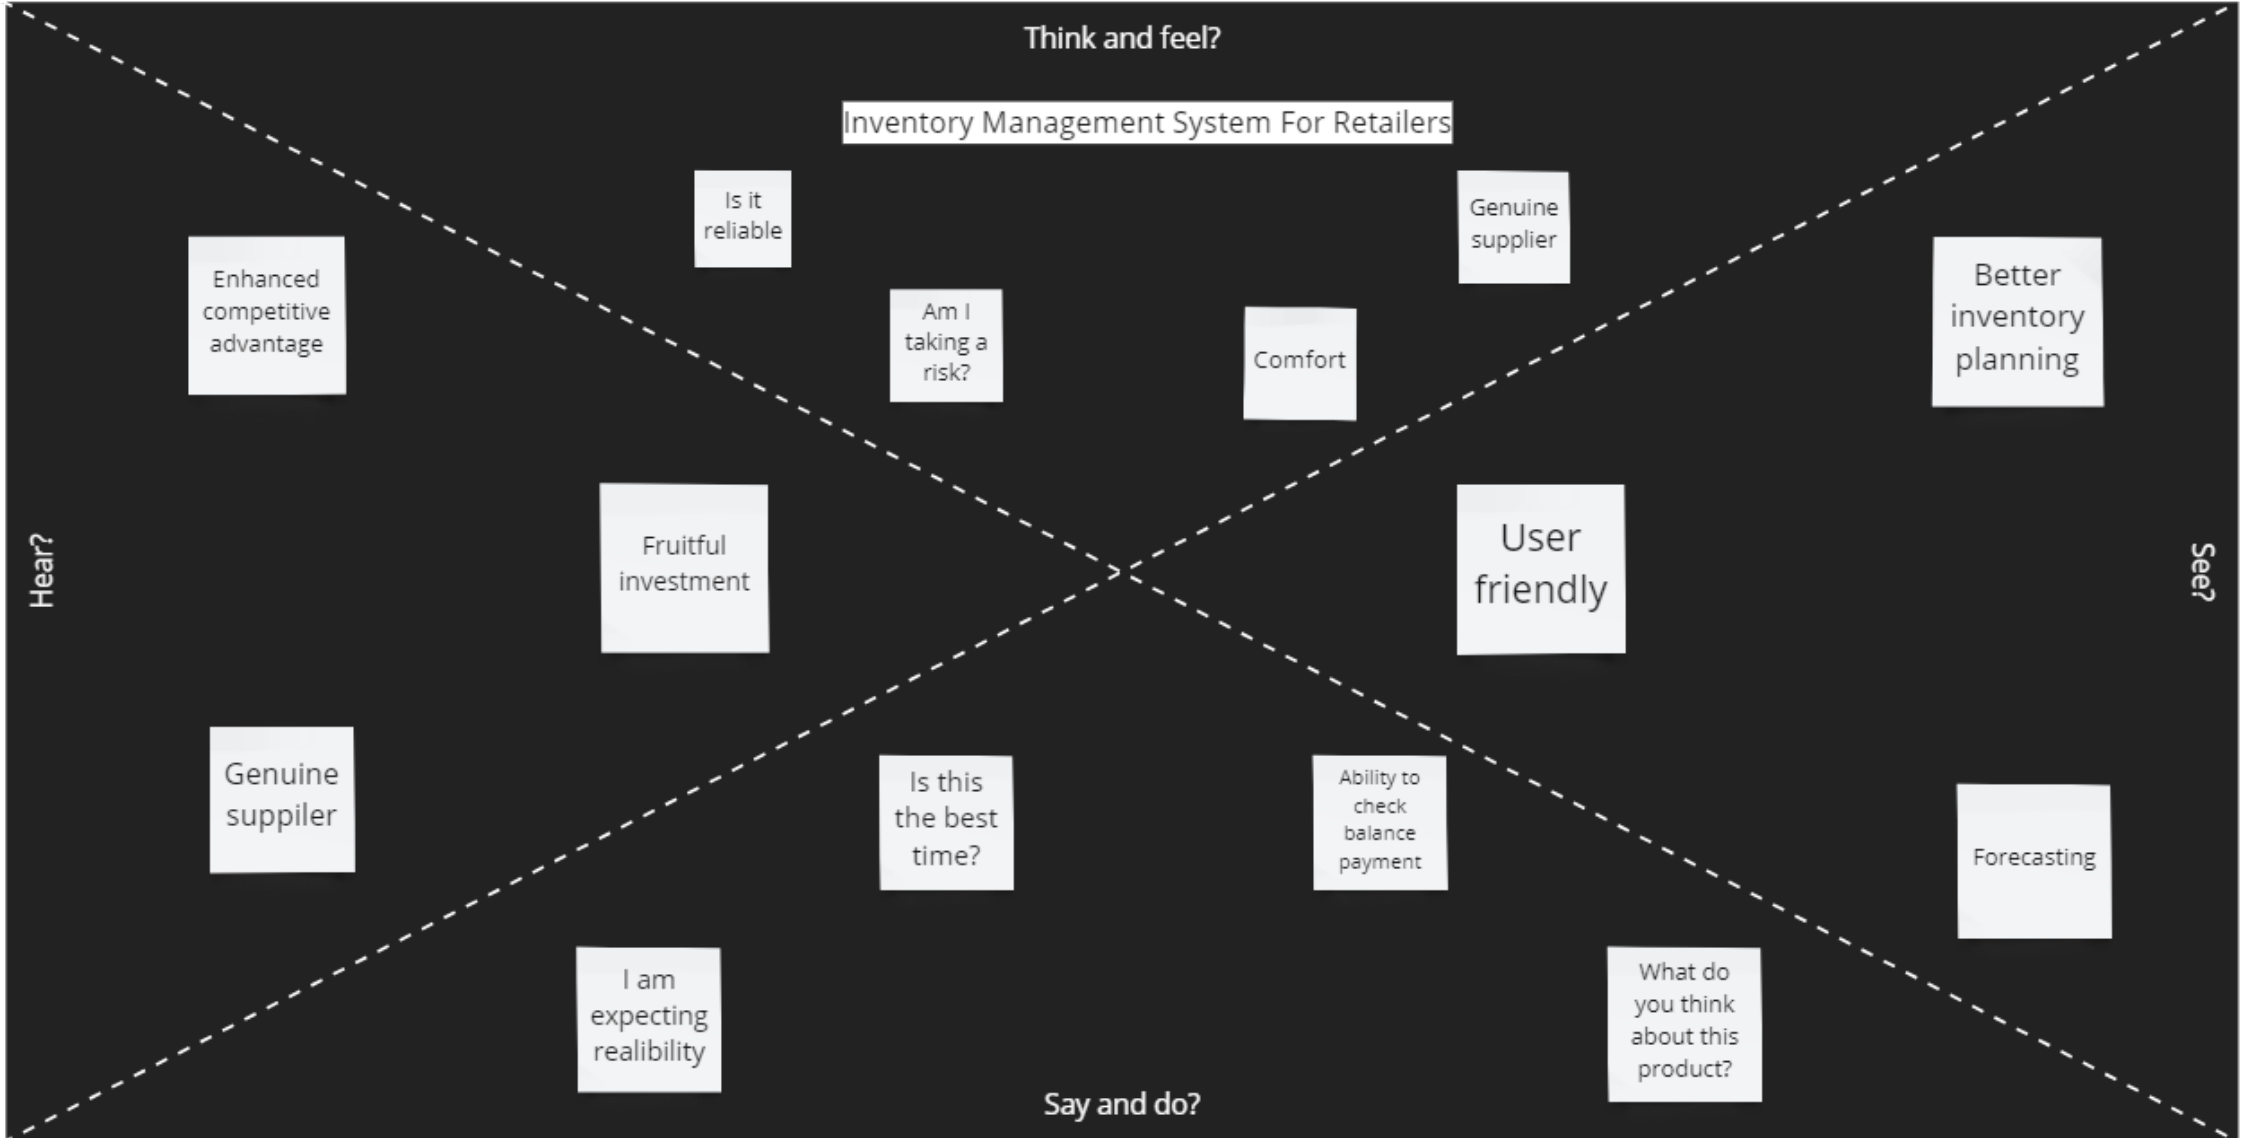 Think and feel?
Inventory Management System For Retailers
Is it
reliable
Am I
taking a
risk?
Comfort
Genuine
supplier
Hear?
Enhanced
competitive
advantage
Fruitful
investment
Genuine
suppiler
See?
Better
inventory
planning
User
friendly
Forecasting
Is this
the best
time?
Ability to
check
balance
payment
I am
expecting
realibility
What do
you think
about this
product?
Say and do?